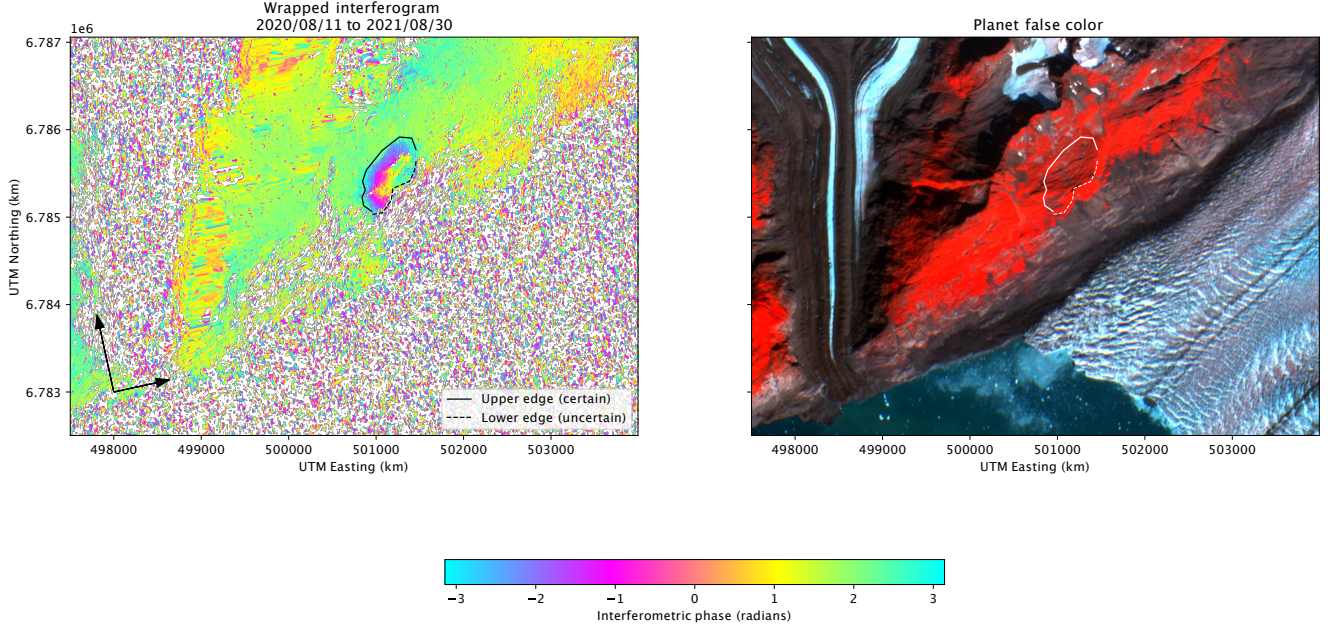 Wrapped interferogram
2020/08/11 to 2021/08/30
Planet false color
1e6
6.787
6.786
6.785
6.784
6.783
UTM Northing (km)
Upper edge (certain)
Lower edge (uncertain)
498000 499000 500000 501000 502000 503000
498000 499000 500000 501000 502000 503000
UTM Easting (km)
UTM Easting (km)
−3 −2 −1 0 1 2 3
Interferometric phase (radians)